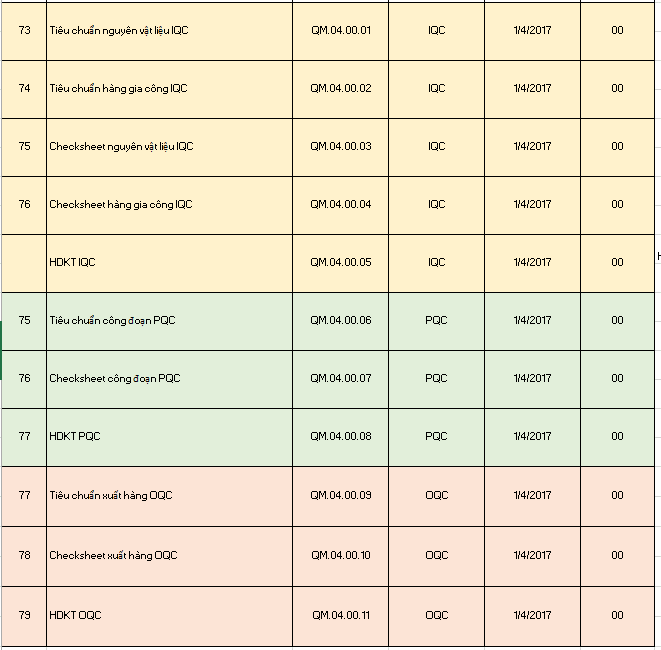 73 Tiêu chuẩn nguyên vật liệu IQC QM.04.00.01 IQC 1/4/2017 00
74 Tiêu chuẩn hàng gia công IQC QM.04.00.02 IQC 1/4/2017 00
75 Checksheet nguyên vật liệu IQC QM.04.00.03 IQC 1/4/2017 00
76 Checksheet hàng gia công IQC QM.04.00.04 IQC 1/4/2017 00
HDKT IQC QM.04.00.05 IQC 1/4/2017 00
75 Tiêu chuẩn công đoạn PQC QM.04.00.06 PQC 1/4/2017 00
76 Checksheet công đoạn PQC QM.04.00.07 PQC 1/4/2017 00
77 HDKT PQC QM.04.00.08 PQC 1/4/2017 00
77 Tiêu chuẩn xuất hàng OQC QM.04.00.09 OQC 1/4/2017 00
78 Checksheet xuất hàng OQC QM.04.00.10 OQC 1/4/2017 00
79 HDKT OQC QM.04.00.11 OQC 1/4/2017 00